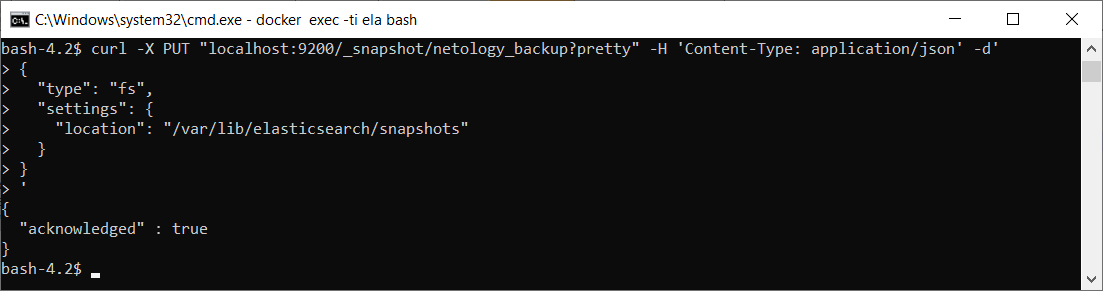 C:\Windows\system32\cmd.exe - docker  exec -ti ela bash
bash-4.2$ curl -X PUT "localhost:9200/_snapshot/netology_backup?pretty" -H 'Content-Type: application/json' -d'
> {
>   "type": "fs",
>   "settings": {
>     "location": "/var/lib/elasticsearch/snapshots"
>   }
> }
> '
{
  "acknowledged" : true
}
bash-4.2$